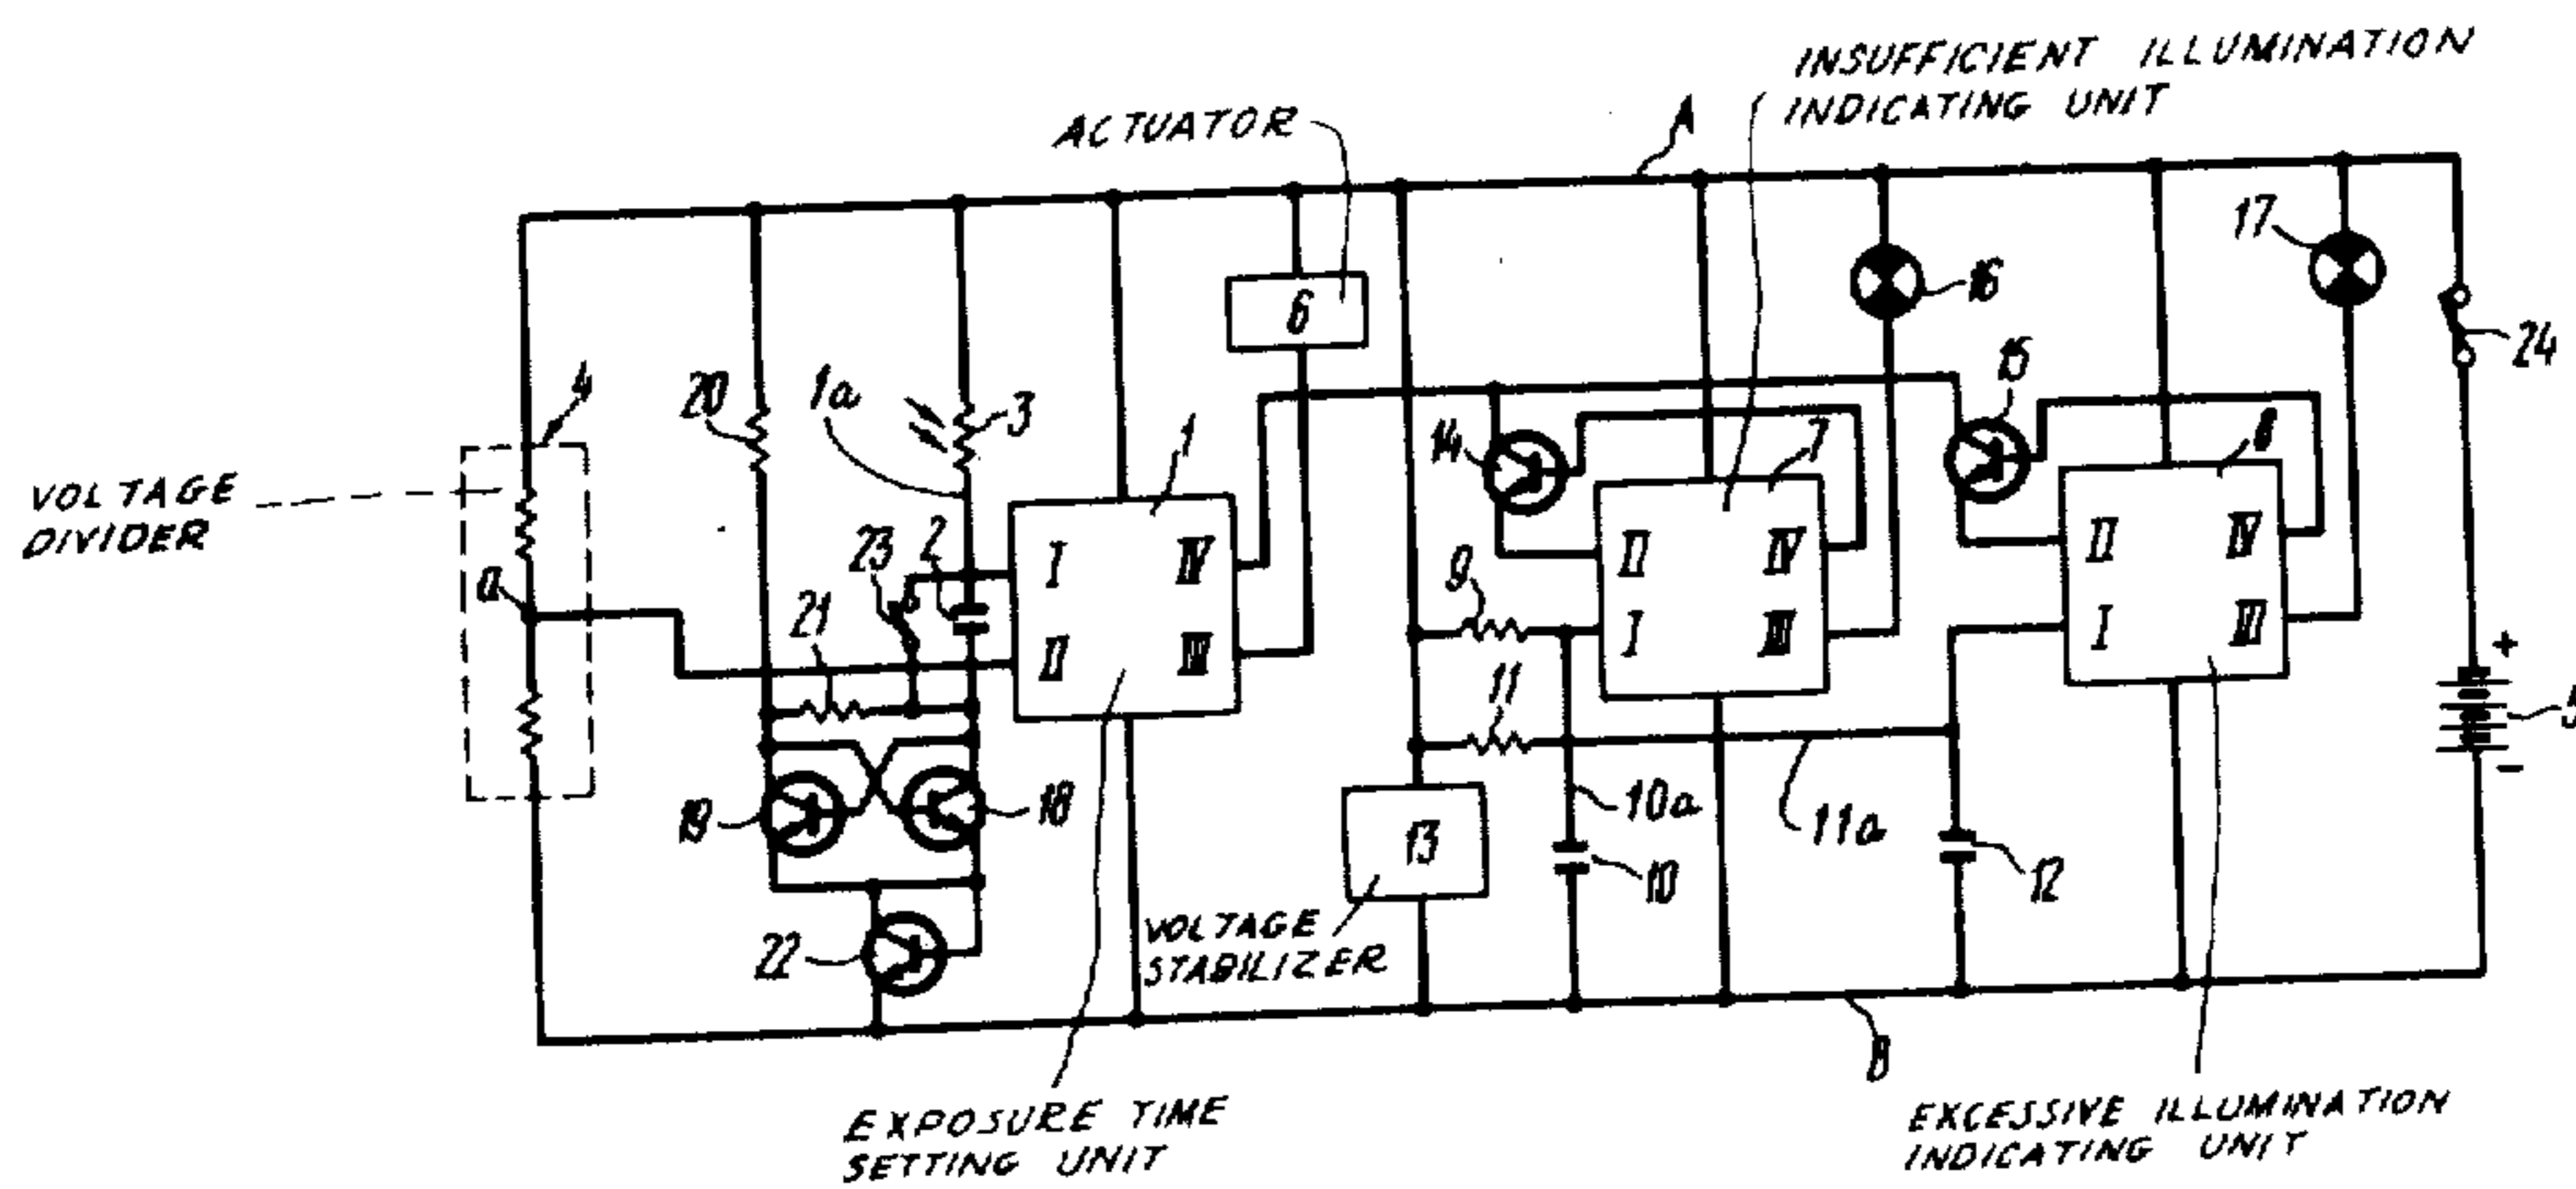 INSUFFICIENT ILLUMINATION
INDICATING UNIT
ACTUATOR
A
17
6
16
24
4
20
1a
3
1
15
14
7
8
VOLTAGE
DIVIDER
a
23
2
I
IV
II
IV
II
IV
9
21
II
III
I
III
I
III
+
11
5
19
18
13
10a
11a
−
10
12
22
VOLTAGE
STABILIZER
B
EXPOSURE TIME
SETTING UNIT
EXCESSIVE ILLUMINATION
INDICATING UNIT